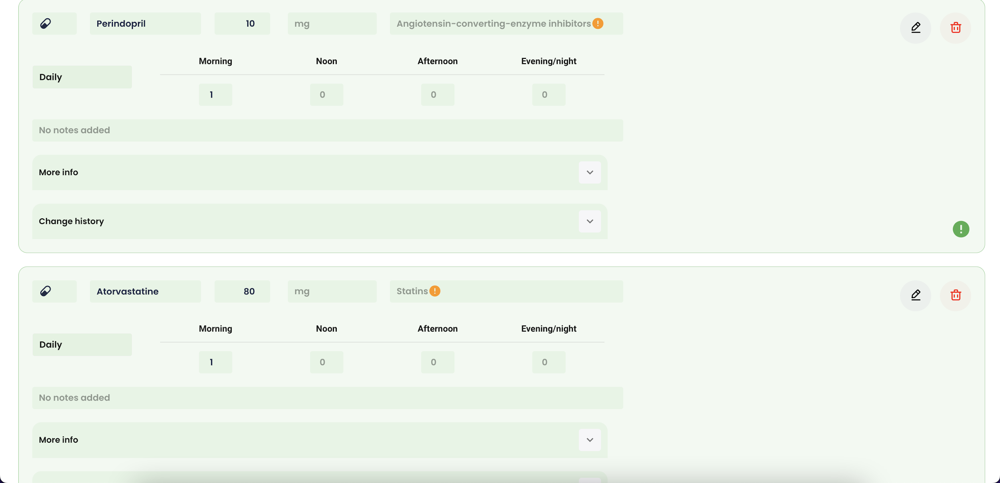 Perindopril 10 mg Angiotensin-converting-enzyme inhibitors !
Morning Noon Afternoon Evening/night
Daily
1 0 0 0
No notes added
More info
Change history
!
Atorvastatine 80 mg Statins !
Morning Noon Afternoon Evening/night
Daily
1 0 0 0
No notes added
More info